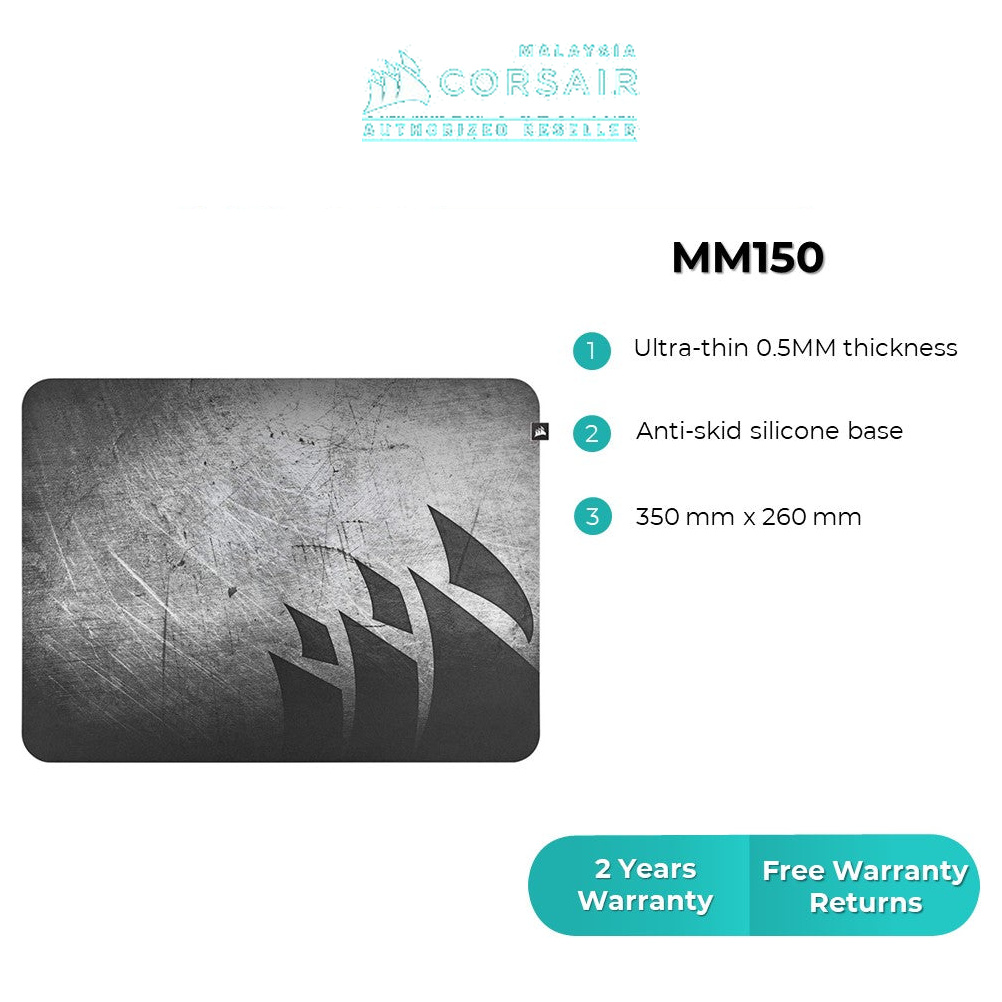 MALAYSIA
CORSAIR
AUTHORIZED RESELLER
MM150
1 Ultra-thin 0.5MM thickness
2 Anti-skid silicone base
3 350 mm x 260 mm
2 Years
Warranty
Free Warranty
Returns